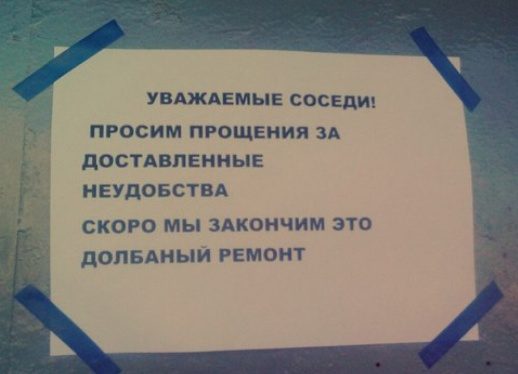 УВАЖАЕМЫЕ СОСЕДИ!
ПРОСИМ ПРОЩЕНИЯ ЗА
ДОСТАВЛЕННЫЕ
НЕУДОБСТВА
СКОРО МЫ ЗАКОНЧИМ ЭТО
ДОЛБАНЫЙ РЕМОНТ